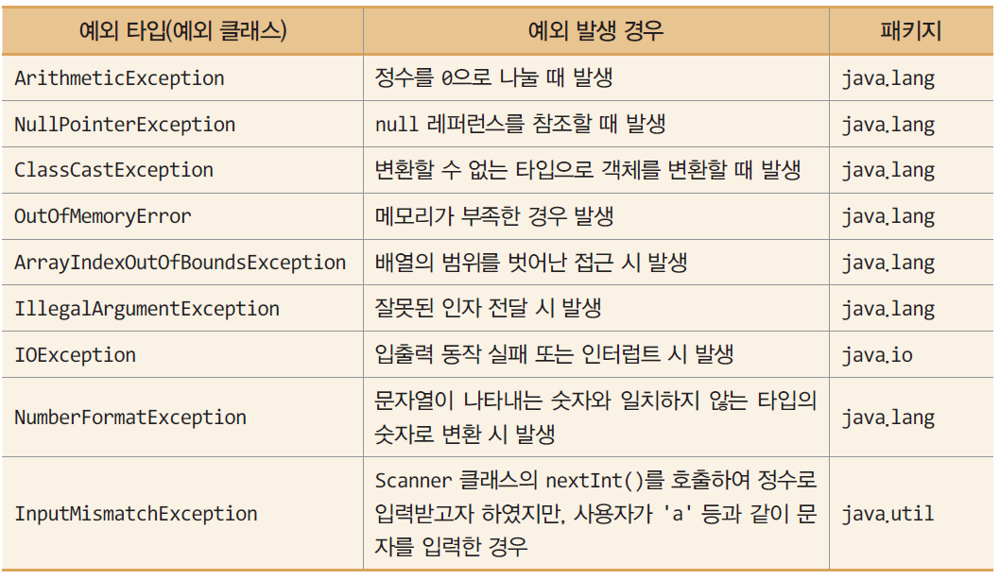 예외 타입(예외 클래스) 예외 발생 경우 패키지
ArithmeticException 정수를 0으로 나눌 때 발생 java.lang
NullPointerException null 레퍼런스를 참조할 때 발생 java.lang
ClassCastException 변환할 수 없는 타입으로 객체를 변환할 때 발생 java.lang
OutOfMemoryError 메모리가 부족한 경우 발생 java.lang
ArrayIndexOutOfBoundsException 배열의 범위를 벗어난 접근 시 발생 java.lang
IllegalArgumentException 잘못된 인자 전달 시 발생 java.lang
IOException 입출력 동작 실패 또는 인터럽트 시 발생 java.io
NumberFormatException 문자열이 나타내는 숫자와 일치하지 않는 타입의
숫자로 변환 시 발생 java.lang
InputMismatchException Scanner 클래스의 nextInt()를 호출하여 정수로
입력받고자 하였지만, 사용자가 'a' 등과 같이 문
자를 입력한 경우 java.util